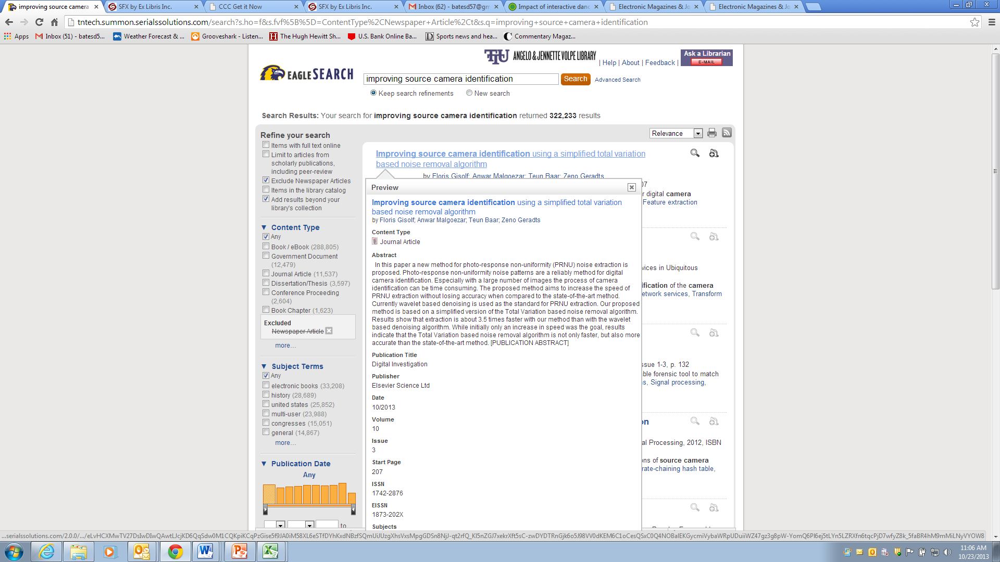 improving source camera
SFX by Ex Libris Inc.
CCC Get it Now
SFX by Ex Libris Inc.
Inbox (62) - batesd57@gm
Impact of interactive danc
Electronic Magazines & Jo
Electronic Magazines & Jo
tntech.summon.serialssolutions.com/search?s.ho=f&s.fvf%5B%5D=ContentType%2CNewspaper+Article%2Ct&s.q=improving+source+camera+identification
Apps
Inbox (51) - batesd5...
Weather Forecast & ...
Grooveshark - Listen...
The Hugh Hewitt Sh...
U.S. Bank Online Ba...
Sports news and hea...
Commentary Magaz...
TTU ANGELO & JENNETTE VOLPE LIBRARY
| Help | About | Feedback |
Ask a Librarian
E-MAIL
EAGLESEARCH
improving source camera identification
Search
Advanced Search
Keep search refinements
New search
Search Results: Your search for improving source camera identification returned 322,233 results
Relevance
Refine your search
Items with full text online
Limit to articles from
scholarly publications,
including peer-review
Exclude Newspaper Articles
Items in the library catalog
Add results beyond your
library's collection
Content Type
Any
Book / eBook (288,805)
Government Document
(12,479)
Journal Article (11,537)
Dissertation/Thesis (3,597)
Conference Proceeding
(2,604)
Book Chapter (1,623)
Excluded
Newspaper Article
more...
Subject Terms
Any
electronic books (33,208)
history (28,689)
united states (25,852)
multi-user (23,988)
congresses (15,051)
general (14,867)
more...
Publication Date
Any
to
Improving source camera identification using a simplified total variation
based noise removal algorithm
by Floris Gisolf; Anwar Malgoezar; Teun Baar; Zeno Geradts
Preview
Improving source camera identification using a simplified total variation
based noise removal algorithm
by Floris Gisolf; Anwar Malgoezar; Teun Baar; Zeno Geradts
Content Type
Journal Article
Abstract
In this paper a new method for photo-response non-uniformity (PRNU) noise extraction is
proposed. Photo-response non-uniformity noise patterns are a reliably method for digital
camera identification. Especially with a large number of images the process of camera
identification can be time consuming. The proposed method aims to increase the speed of
PRNU extraction without losing accuracy when compared to the state-of-the-art method.
Currently wavelet based denoising is used as the standard for PRNU extraction. Our proposed
method is based on a simplified version of the Total Variation based noise removal algorithm.
Results show that extraction is about 3.5 times faster with our method than with the wavelet
based denoising algorithm. While initially only an increase in speed was the goal, results
indicate that the Total Variation based noise removal algorithm is not only faster, but also more
accurate than the state-of-the-art method. [PUBLICATION ABSTRACT]
Publication Title
Digital Investigation
Publisher
Elsevier Science Ltd
Date
10/2013
Volume
10
Issue
3
Start Page
207
ISSN
1742-2876
EISSN
1873-202X
Subjects
07
r digital camera
Feature extraction
vices in Ubiquitous
ification of the camera
etwork services, Transform
ssue 1-3, p. 132
ble forensic tool to match
s, Signal processing,
on
al Processing, 2012, ISBN
ons of source camera
rate-chaining hash table,
11:06 AM
10/23/2013